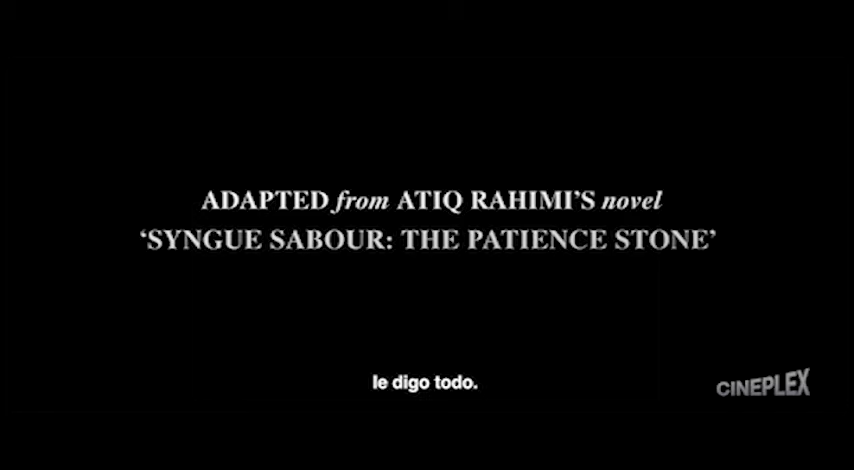 ADAPTED from ATIQ RAHIMI’S novel
‘SYNGUE SABOUR: THE PATIENCE STONE’
le digo todo.
CINEPLEX